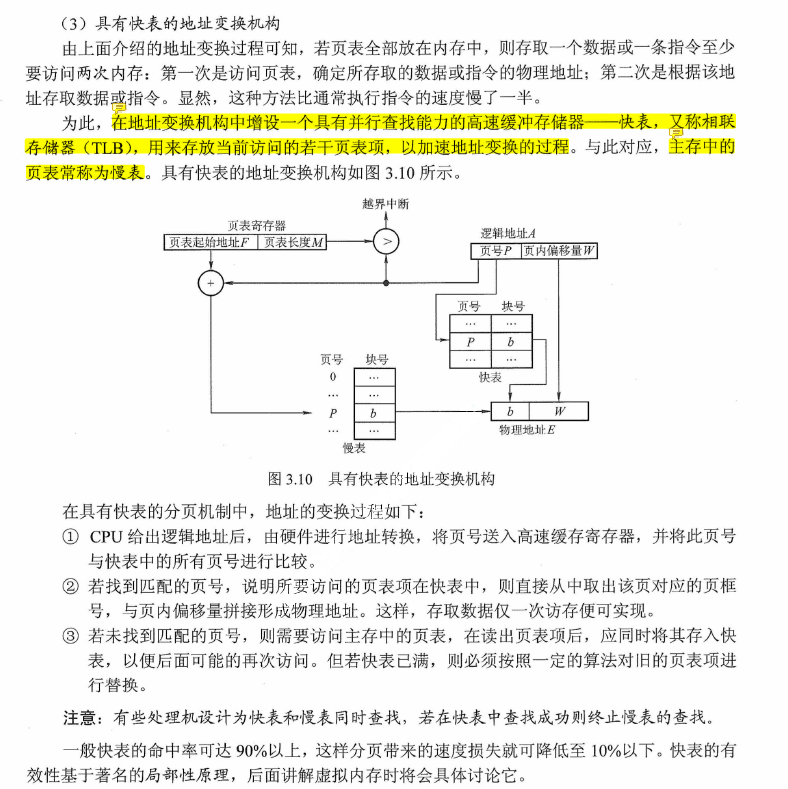 （3）具有快表的地址变换机构
由上面介绍的地址变换过程可知，若页表全部放在内存中，则存取一个数据或一条指令至少
要访问两次内存：第一次是访问页表，确定所存取的数据或指令的物理地址；第二次是根据该地
址存取数据或指令。显然，这种方法比通常执行指令的速度慢了一半。
为此，在地址变换机构中增设一个具有并行查找能力的高速缓冲存储器——快表，又称相联
存储器（TLB），用来存放当前访问的若干页表项，以加速地址变换的过程。与此对应，主存中的
页表常称为慢表。具有快表的地址变换机构如图 3.10 所示。
越界中断
页表寄存器
页表起始地址F 页表长度M
>
逻辑地址A
页号P 页内偏移量W
+
页号 块号
… …
P b
… …
快表
页号 块号
0 …
… …
P b
… …
慢表
b W
物理地址E
图 3.10 具有快表的地址变换机构
在具有快表的分页机制中，地址的变换过程如下：
① CPU 给出逻辑地址后，由硬件进行地址转换，将页号送入高速缓存寄存器，并将此页号
与快表中的所有页号进行比较。
② 若找到匹配的页号，说明所要访问的页表项在快表中，则直接从中取出该页对应的页框
号，与页内偏移量拼接形成物理地址。这样，存取数据仅一次访存便可实现。
③ 若未找到匹配的页号，则需要访问主存中的页表，在读出页表项后，应同时将其存入快
表，以便后面可能的再次访问。但若快表已满，则必须按照一定的算法对旧的页表项进
行替换。
注意：有些处理机设计为快表和慢表同时查找，若在快表中查找成功则终止慢表的查找。
一般快表的命中率可达 90%以上，这样分页带来的速度损失就可降低至 10%以下。快表的有
效性基于著名的局部性原理，后面讲解虚拟内存时将会具体讨论它。